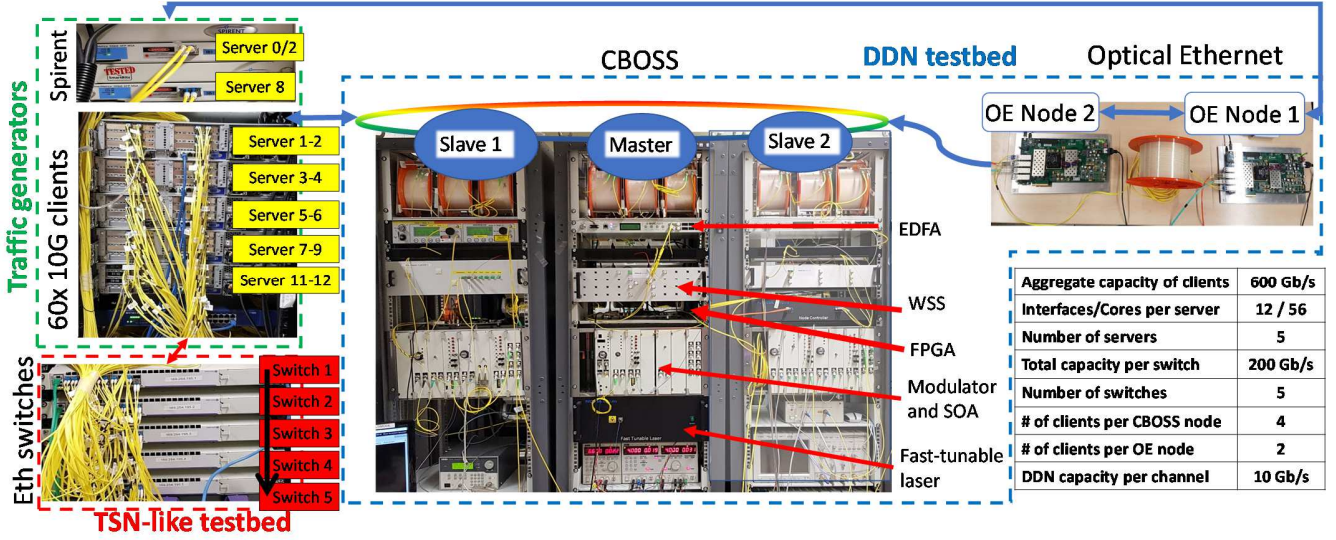 CBOSS
DDN testbed
Optical Ethernet
Traffic generators
Spirent
60x 10G clients
SPIRENT
TESTED
Server 0/2
Server 8
Server 1-2
Server 3-4
Server 5-6
Server 7-9
Server 11-12
Eth switches
Switch 1
Switch 2
Switch 3
Switch 4
Switch 5
TSN-like testbed
Slave 1
Master
Slave 2
OE Node 2
OE Node 1
EDFA
WSS
FPGA
Modulator
and SOA
Fast-tunable
laser
Node Controller
Fast Tunable Laser
Aggregate capacity of clients 600 Gb/s
Interfaces/Cores per server 12 / 56
Number of servers 5
Total capacity per switch 200 Gb/s
Number of switches 5
# of clients per CBOSS node 4
# of clients per OE node 2
DDN capacity per channel 10 Gb/s